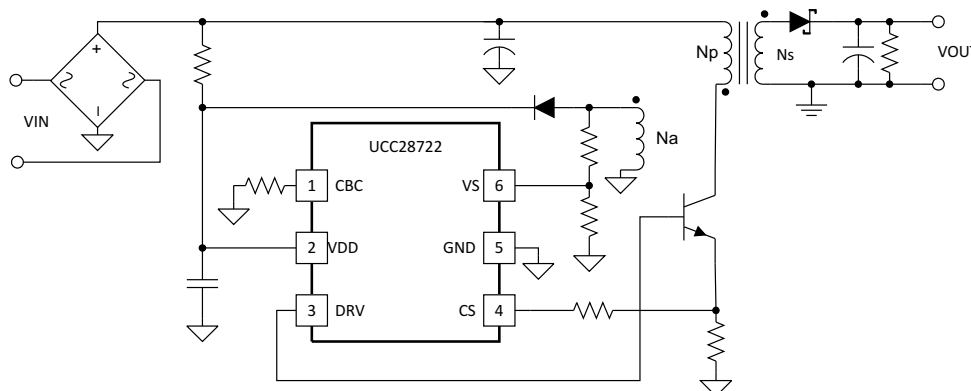 +
Np
Ns
VOUT
VIN
−
Na
UCC28722
1 CBC
VS 6
2 VDD
GND 5
3 DRV
CS 4